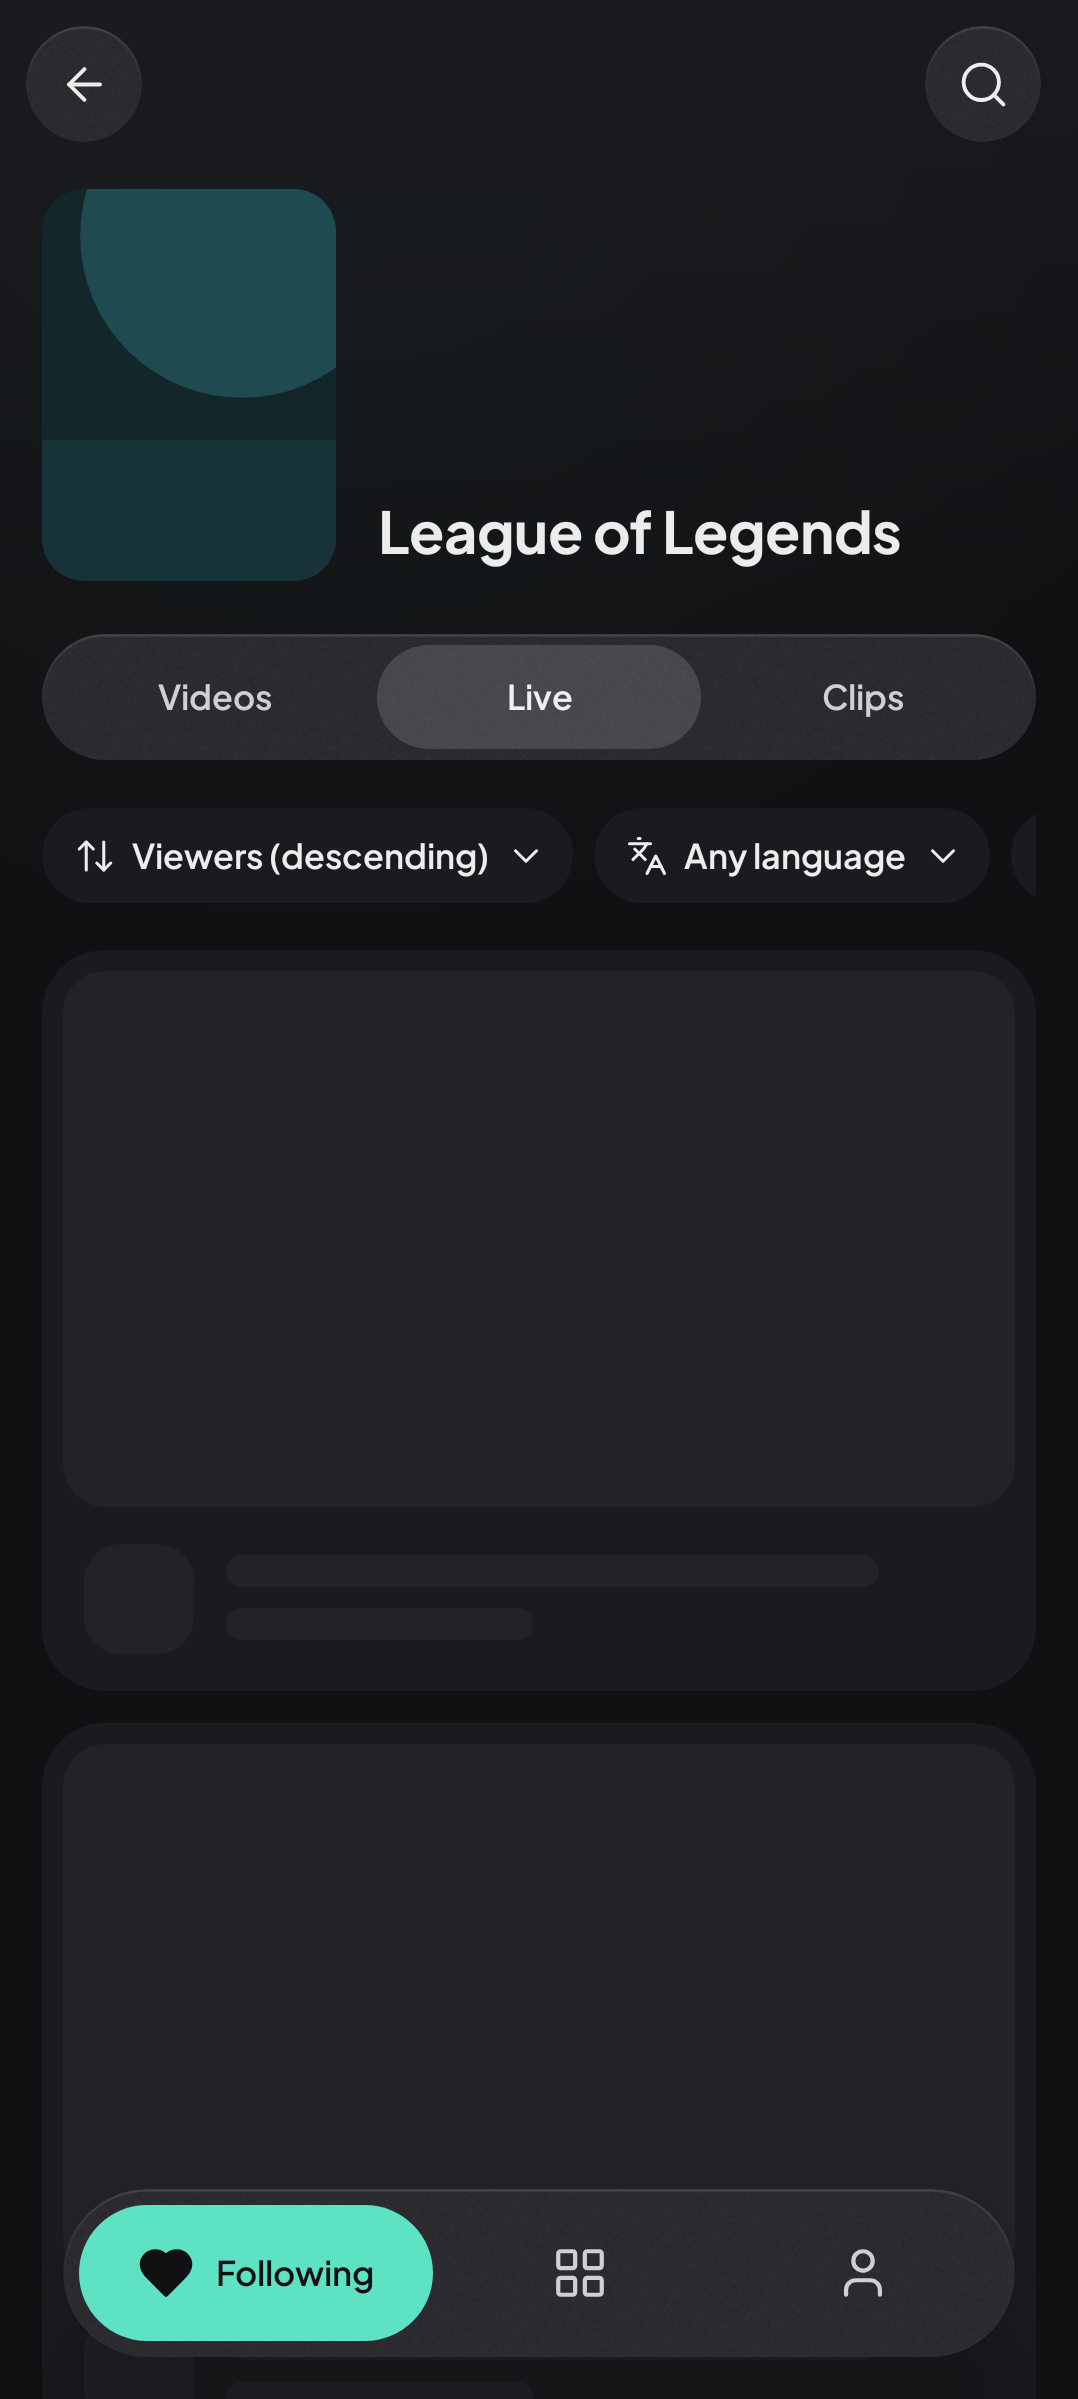 League of Legends
Videos
Live
Clips
Viewers (descending)
Any language
Following